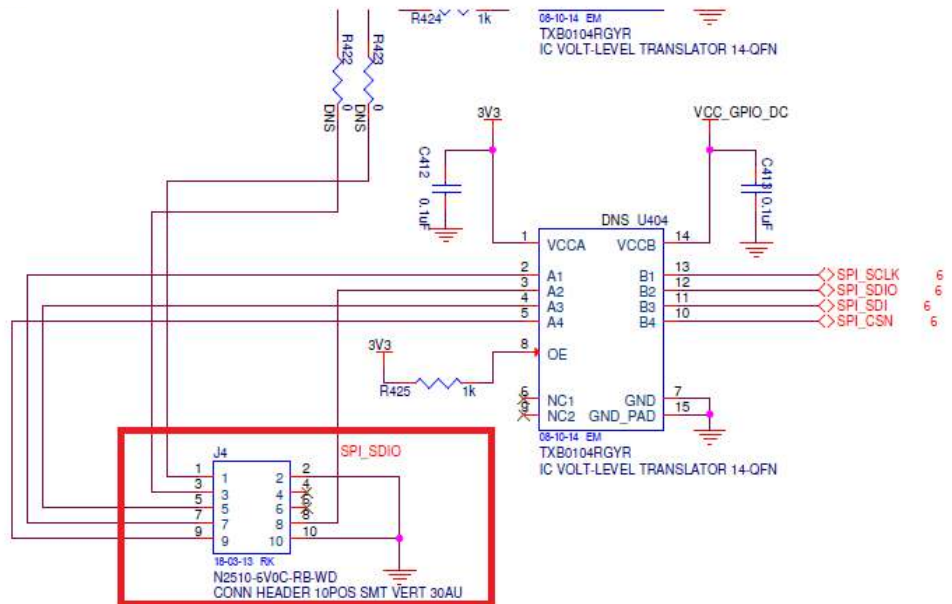 R424 1k
08-10-14 EM
TXB0104RGYR
IC VOLT-LEVEL TRANSLATOR 14-QFN
R422 R423
0 0
DNS DNS
3V3
VCC_GPIO_DC
C412
0.1uF
C413
0.1uF
DNS U404
1 VCCA VCCB 14
2 A1 B1 13 SPI_SCLK 6
3 A2 B2 12 SPI_SDIO 6
4 A3 B3 11 SPI_SDI 6
5 A4 B4 10 SPI_CSN 6
3V3
8 OE
R425 1k
6 NC1 GND 7
9 NC2 GND_PAD 15
08-10-14 EM
TXB0104RGYR
IC VOLT-LEVEL TRANSLATOR 14-QFN
J4
SPI_SDIO
1 1 2 2
3 3 4 4
5 5 6 6
7 7 8 8
9 9 10 10
18-03-13 RK
N2510-6V0C-RB-WD
CONN HEADER 10POS SMT VERT 30AU